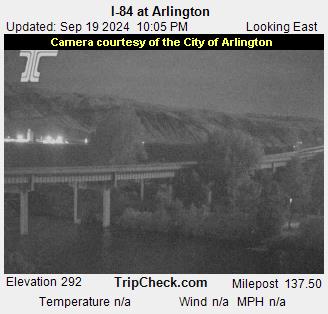 I-84 at Arlington
Updated: Sep 19 2024 10:05 PM Looking East
Camera courtesy of the City of Arlington
Elevation 292 TripCheck.com Milepost 137.50
Temperature n/a Wind n/a MPH n/a